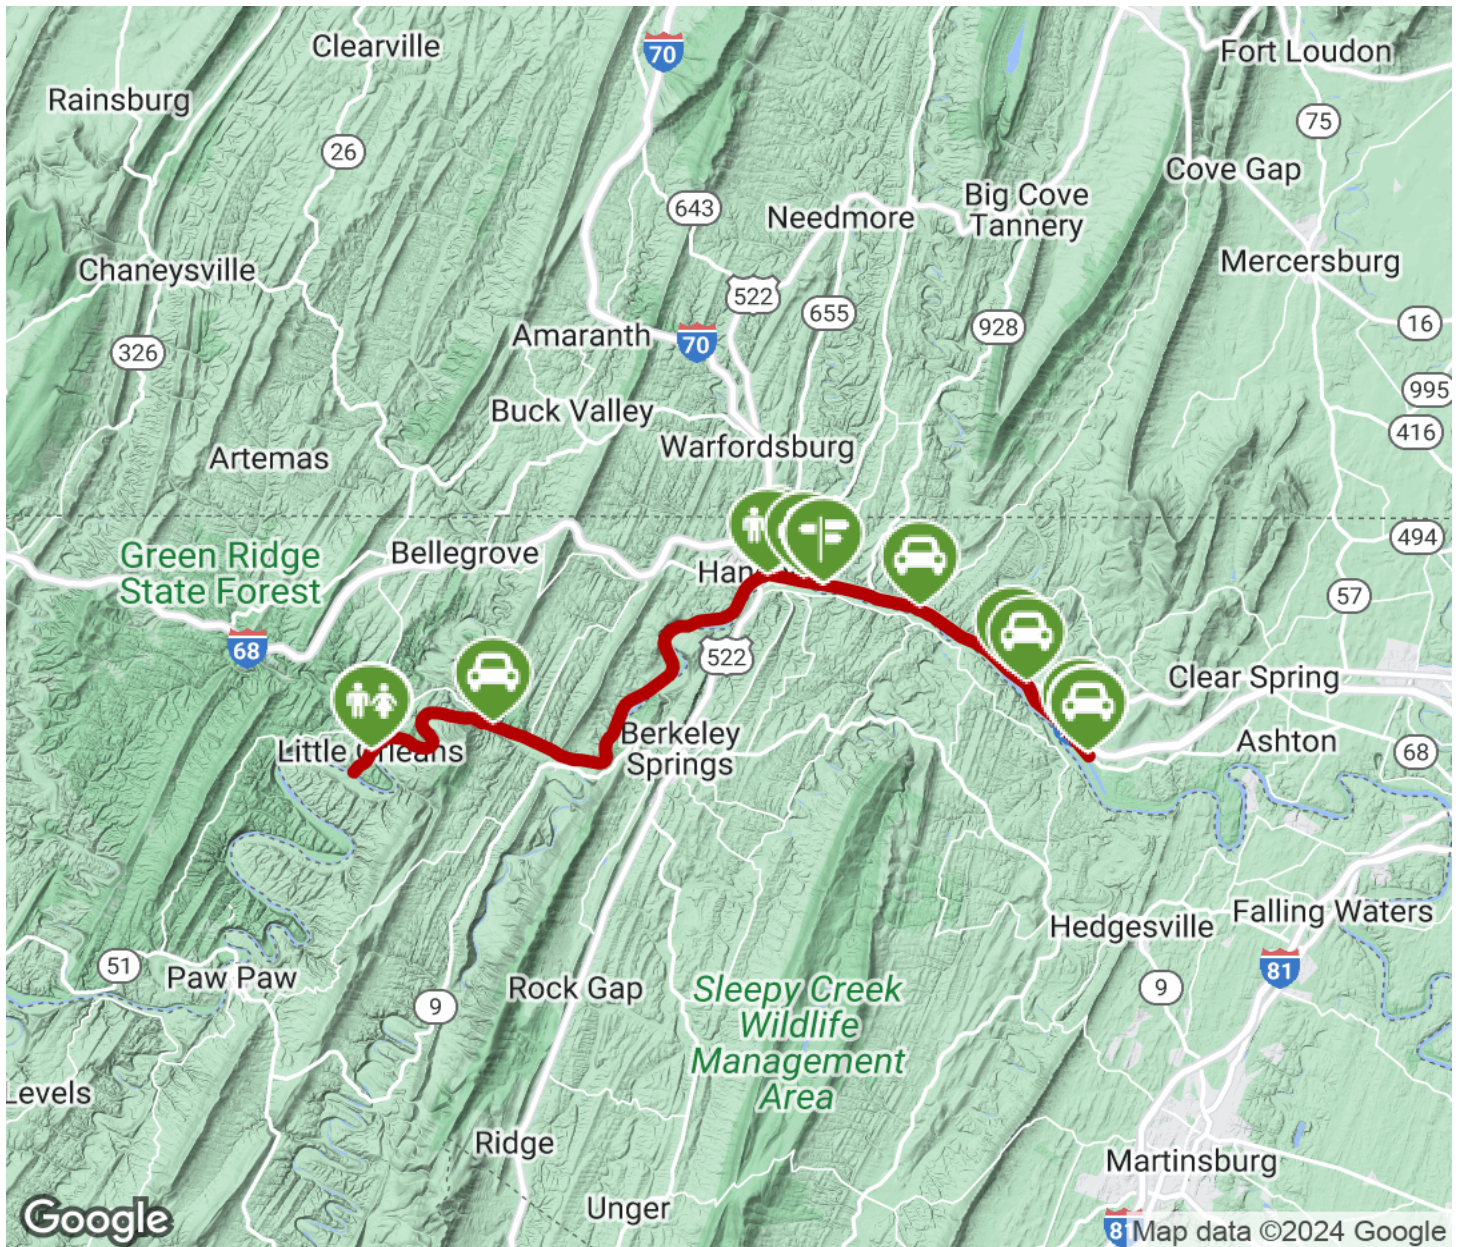 Clearville
70
Fort Loudon
Rainsburg
75
26
Cove Gap
643
Needmore
Big Cove
Tannery
Chaneysville
Mercersburg
522
655
16
928
Amaranth
70
326
995
Buck Valley
416
Warfordsburg
Artemas
494
Green Ridge
State Forest
Bellegrove
Han
57
68
522
Clear Spring
Little Orleans
Berkeley
Springs
Ashton
68
Hedgesville
Falling Waters
51
Paw Paw
81
Rock Gap
9
9
Sleepy Creek
Wildlife
Management
Area
Levels
Ridge
Martinsburg
Unger
Google
81
Map data ©2024 Google